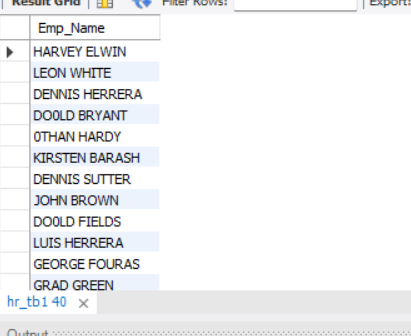 Result Grid
Filter Rows:
Export:
Emp_Name
HARVEY ELWIN
LEON WHITE
DENNIS HERRERA
DO0LD BRYANT
0THAN HARDY
KIRSTEN BARASH
DENNIS SUTTER
JOHN BROWN
DO0LD FIELDS
LUIS HERRERA
GEORGE FOURAS
GRAD GREEN
hr_tb1 40
Output